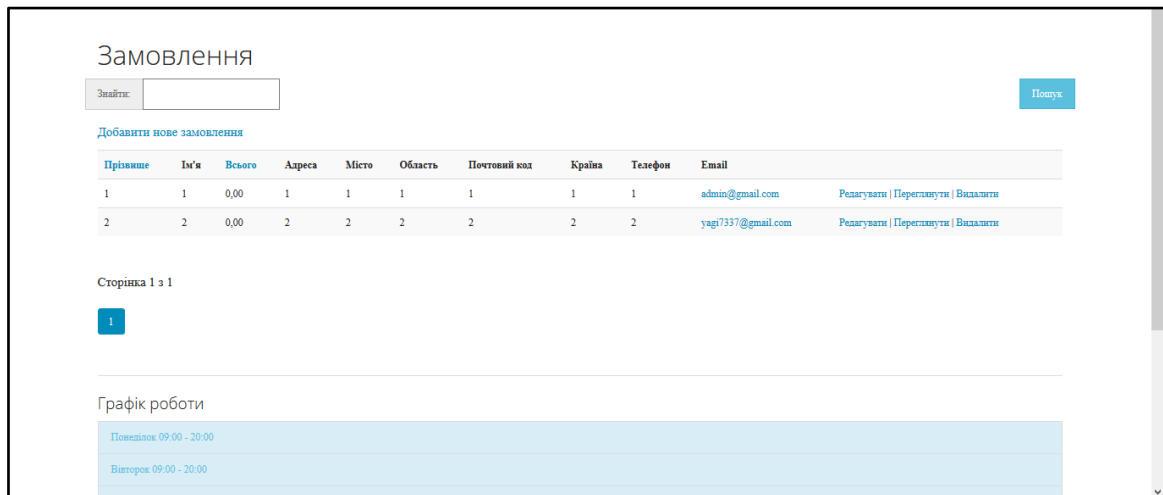 Замовлення
Знайти: Пошук
Добавити нове замовлення
Прізвище Ім'я Всього Адреса Місто Область Почтовий код Країна Телефон Email
1 1 0,00 1 1 1 1 1 1 admin@gmail.com Редагувати | Переглянути | Видалити
2 2 0,00 2 2 2 2 2 2 yagi7337@gmail.com Редагувати | Переглянути | Видалити
Сторінка 1 з 1
1
Графік роботи
Понеділок 09:00 - 20:00
Вівторок 09:00 - 20:00